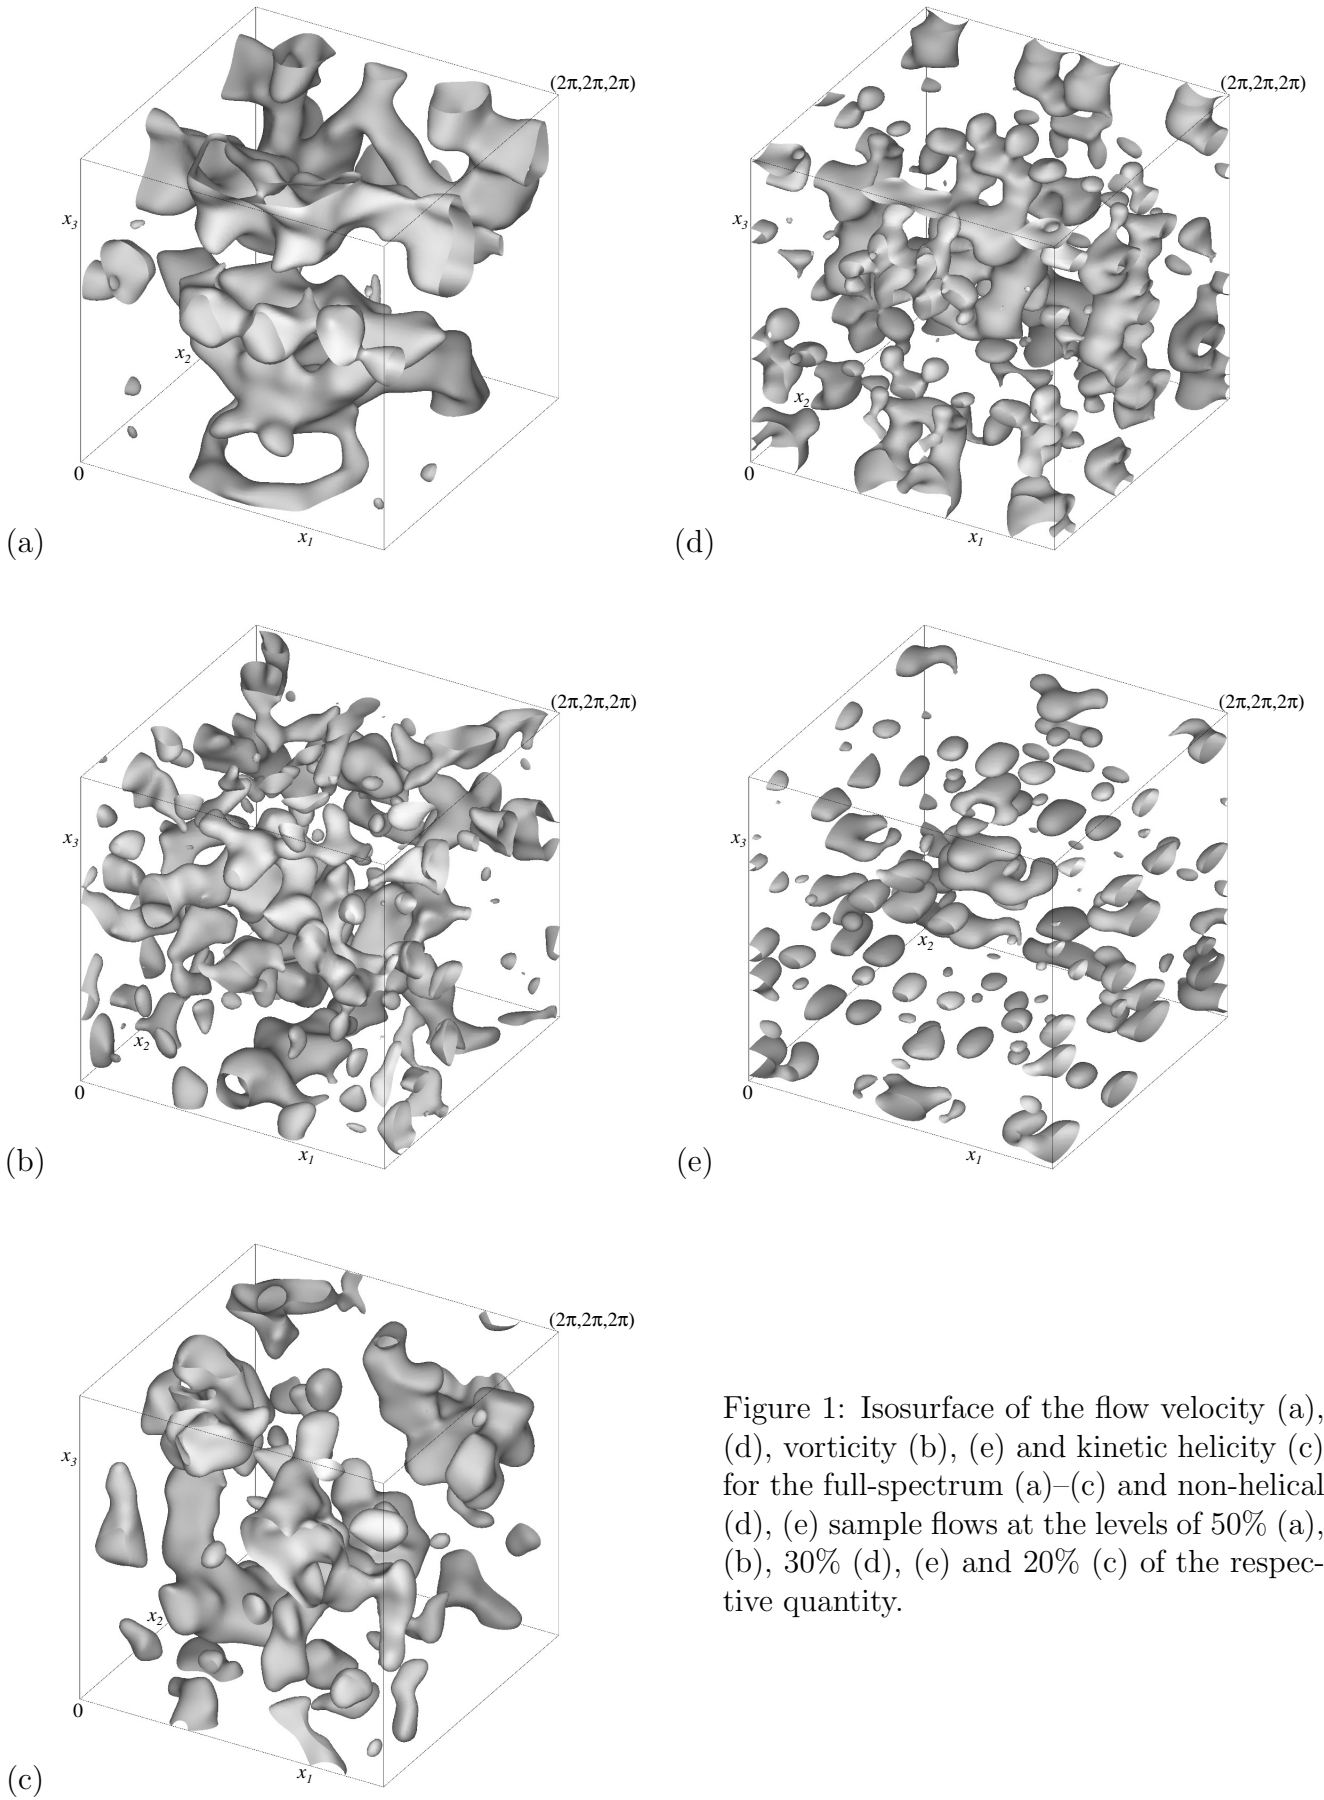 (2π,2π,2π)
x3
x2
0
x1
(a)
(2π,2π,2π)
x3
x2
0
x1
(d)
(2π,2π,2π)
x3
x2
0
x1
(b)
(2π,2π,2π)
x3
x2
0
x1
(e)
(2π,2π,2π)
x3
x2
0
x1
(c)
Figure 1: Isosurface of the flow velocity (a),
(d), vorticity (b), (e) and kinetic helicity (c)
for the full-spectrum (a)–(c) and non-helical
(d), (e) sample flows at the levels of 50% (a),
(b), 30% (d), (e) and 20% (c) of the respec-
tive quantity.